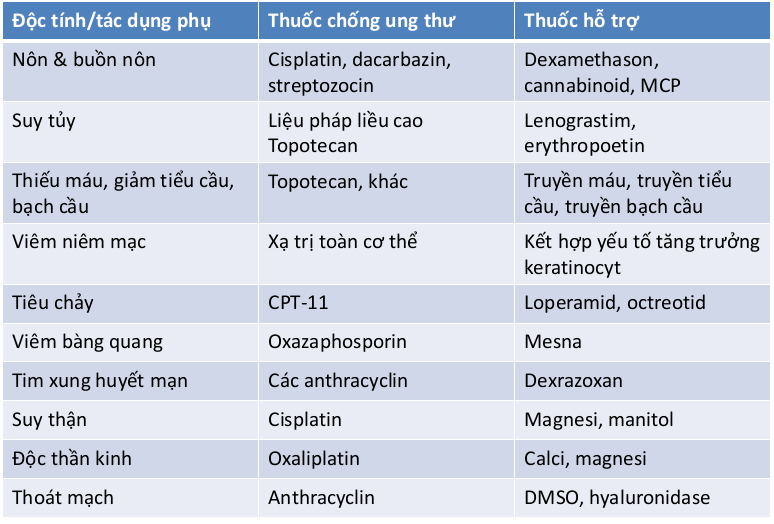 Độc tính/tác dụng phụ Thuốc chống ung thư Thuốc hỗ trợ
Nôn & buồn nôn Cisplatin, dacarbazin, Dexamethason,
streptozocin cannabinoid, MCP
Suy tủy Liệu pháp liều cao Lenograstim,
Topotecan erythropoetin
Thiếu máu, giảm tiểu cầu, Topotecan, khác Truyền máu, truyền tiểu
bạch cầu cầu, truyền bạch cầu
Viêm niêm mạc Xạ trị toàn cơ thể Kết hợp yếu tố tăng trưởng
keratinocyt
Tiêu chảy CPT-11 Loperamid, octreotid
Viêm bàng quang Oxazaphosporin Mesna
Tim xung huyết mạn Các anthracyclin Dexrazoxan
Suy thận Cisplatin Magnesi, manitol
Độc thần kinh Oxaliplatin Calci, magnesi
Thoát mạch Anthracyclin DMSO, hyaluronidase